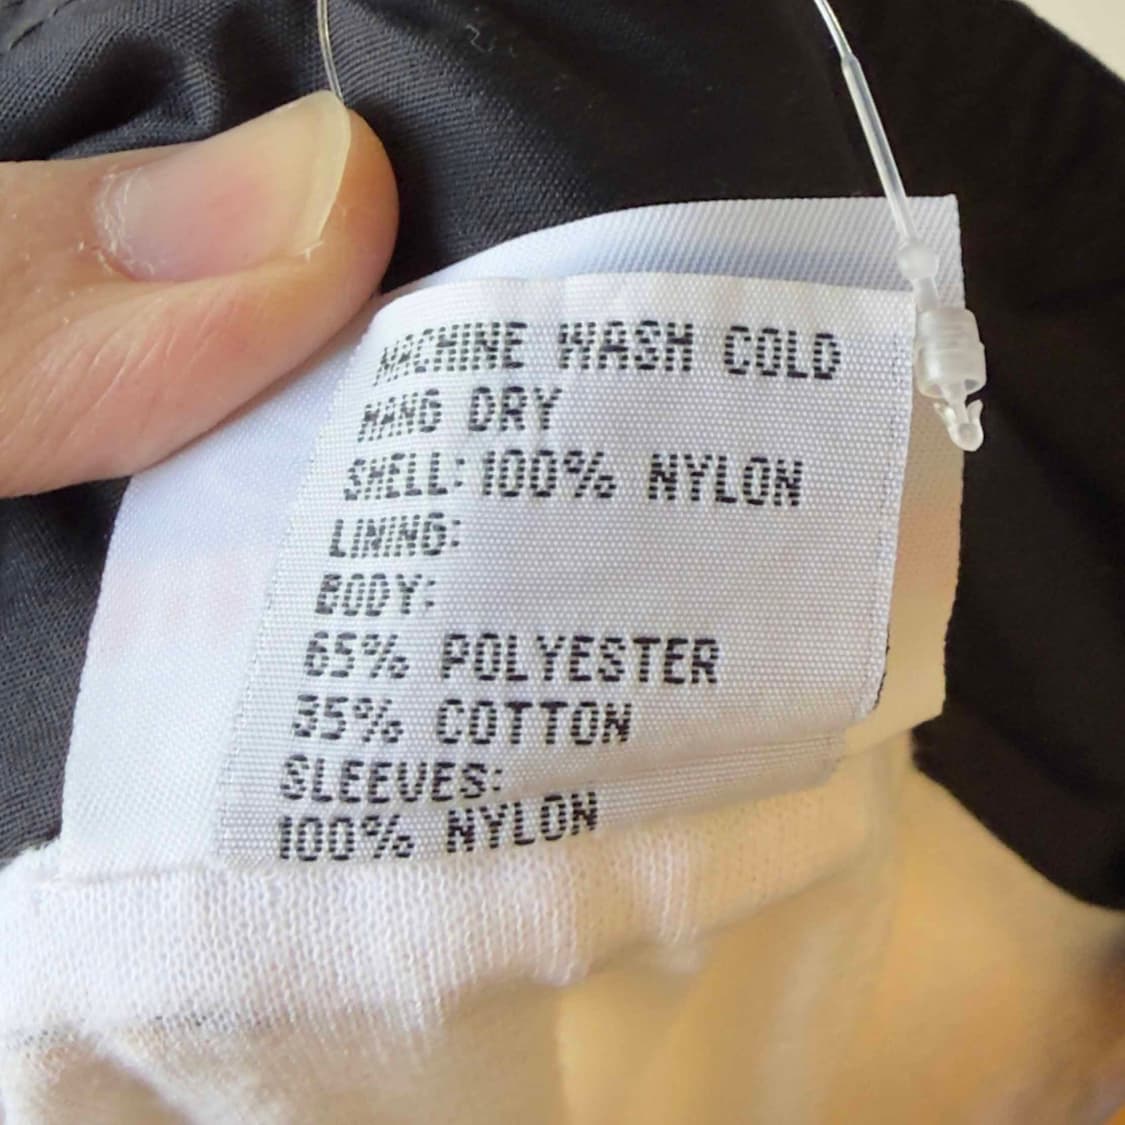 MACHINE WASH COLD
HANG DRY
SHELL: 100% NYLON
LINING:
BODY:
65% POLYESTER
35% COTTON
SLEEVES:
100% NYLON